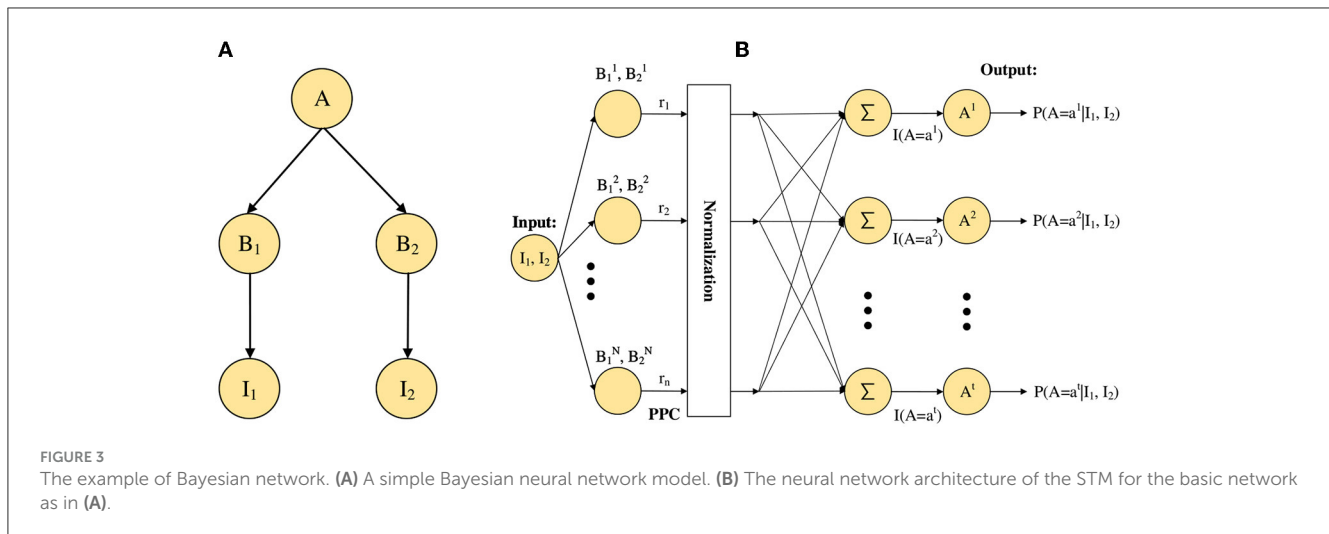 A
A
B₁
B₂
I₁
I₂
B
Input:
I₁, I₂
B₁¹, B₂¹
r₁
B₁², B₂²
r₂
B₁ᴺ, B₂ᴺ
rₙ
PPC
Normalization
Output:
Σ
I(A=a¹)
A¹
P(A=a¹|I₁, I₂)
Σ
I(A=a²)
A²
P(A=a²|I₁, I₂)
Σ
I(A=aᵗ)
Aᵗ
P(A=aᵗ|I₁, I₂)
FIGURE 3
The example of Bayesian network. (A) A simple Bayesian neural network model. (B) The neural network architecture of the STM for the basic network
as in (A).